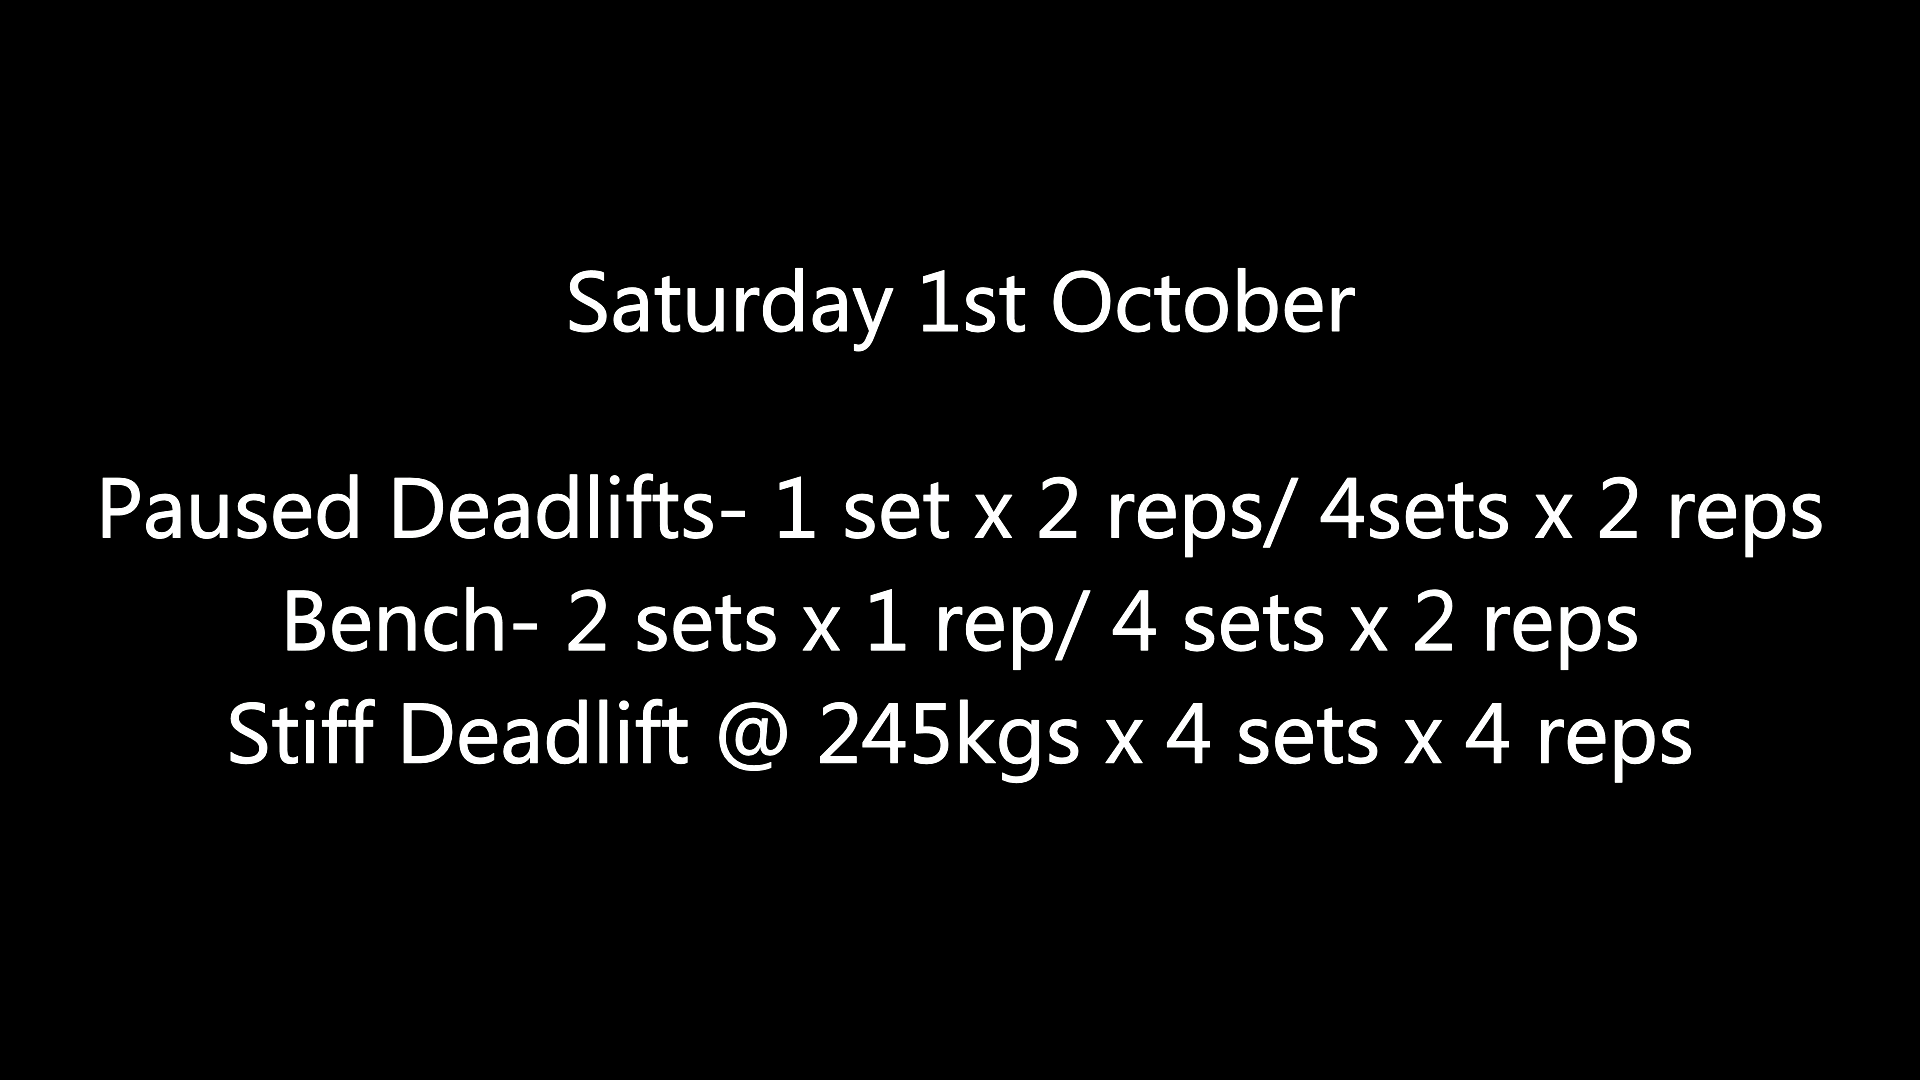 Saturday 1st October
Paused Deadlifts- 1 set x 2 reps/ 4sets x 2 reps
Bench- 2 sets x 1 rep/ 4 sets x 2 reps
Stiff Deadlift @ 245kgs x 4 sets x 4 reps